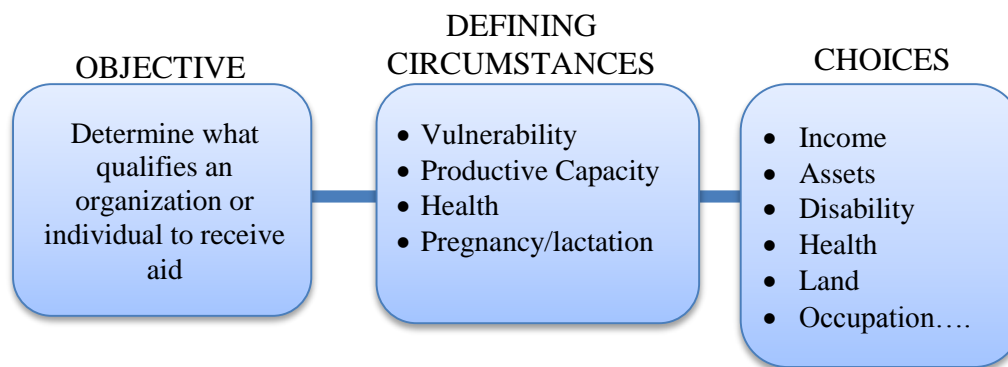 OBJECTIVE
Determine what
qualifies an
organization or
individual to receive
aid
DEFINING
CIRCUMSTANCES
• Vulnerability
• Productive Capacity
• Health
• Pregnancy/lactation
CHOICES
• Income
• Assets
• Disability
• Health
• Land
• Occupation….